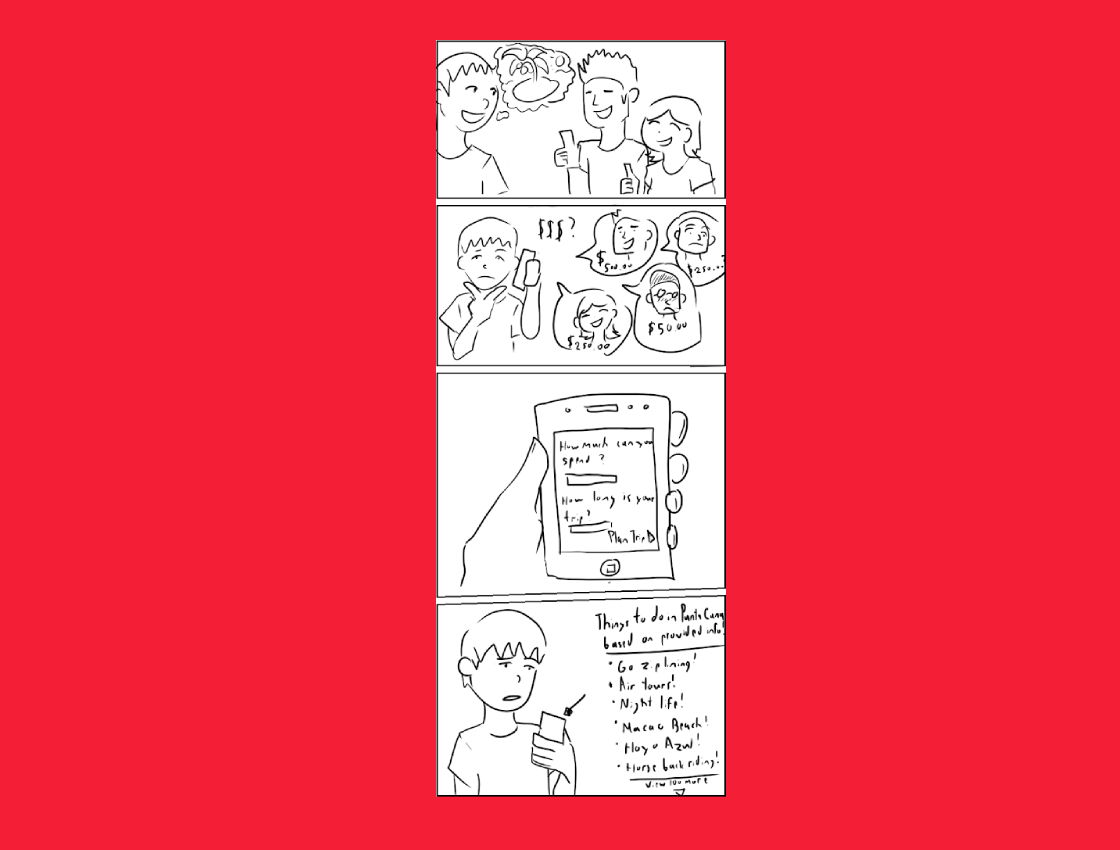 $$$?
$500.00
$250.00
$250.00
$50.00
How much can you
spend ?
How long is your
trip?
Plan Trip
Things to do in Punta Cana
based on provided info!
• Go ziplining!
• Air tours!
• Night life!
• Macao Beach!
• Hoyo Azul!
• Horse back riding!
View 100 more